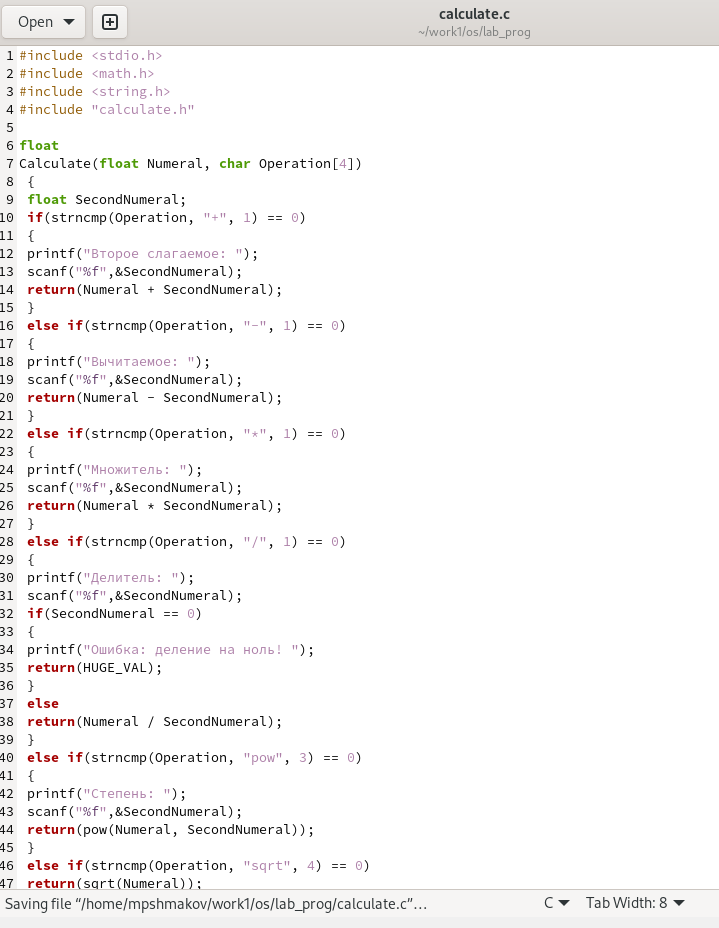 Open
calculate.c
~/work1/os/lab_prog
1 #include <stdio.h>
2 #include <math.h>
3 #include <string.h>
4 #include "calculate.h"
5
6 float
7 Calculate(float Numeral, char Operation[4])
8 {
9 float SecondNumeral;
10 if(strncmp(Operation, "+", 1) == 0)
11 {
12 printf("Второе слагаемое: ");
13 scanf("%f",&SecondNumeral);
14 return(Numeral + SecondNumeral);
15 }
16 else if(strncmp(Operation, "-", 1) == 0)
17 {
18 printf("Вычитаемое: ");
19 scanf("%f",&SecondNumeral);
20 return(Numeral - SecondNumeral);
21 }
22 else if(strncmp(Operation, "*", 1) == 0)
23 {
24 printf("Множитель: ");
25 scanf("%f",&SecondNumeral);
26 return(Numeral * SecondNumeral);
27 }
28 else if(strncmp(Operation, "/", 1) == 0)
29 {
30 printf("Делитель: ");
31 scanf("%f",&SecondNumeral);
32 if(SecondNumeral == 0)
33 {
34 printf("Ошибка: деление на ноль! ");
35 return(HUGE_VAL);
36 }
37 else
38 return(Numeral / SecondNumeral);
39 }
40 else if(strncmp(Operation, "pow", 3) == 0)
41 {
42 printf("Степень: ");
43 scanf("%f",&SecondNumeral);
44 return(pow(Numeral, SecondNumeral));
45 }
46 else if(strncmp(Operation, "sqrt", 4) == 0)
47 return(sqrt(Numeral));
Saving file “/home/mpshmakov/work1/os/lab_prog/calculate.c”… C Tab Width: 8